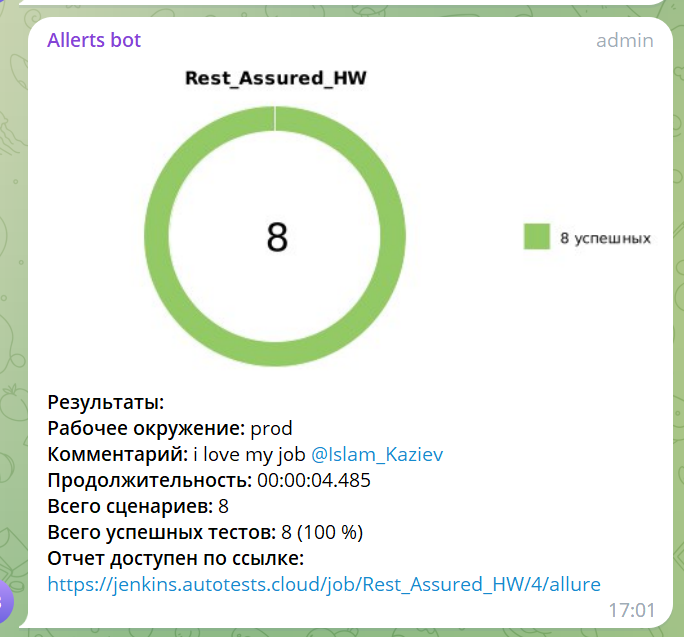 Allerts bot
admin
Rest_Assured_HW
8
8 успешных
Результаты:
Рабочее окружение: prod
Комментарий: i love my job @Islam_Kaziev
Продолжительность: 00:00:04.485
Всего сценариев: 8
Всего успешных тестов: 8 (100 %)
Отчет доступен по ссылке:
https://jenkins.autotests.cloud/job/Rest_Assured_HW/4/allure
17:01